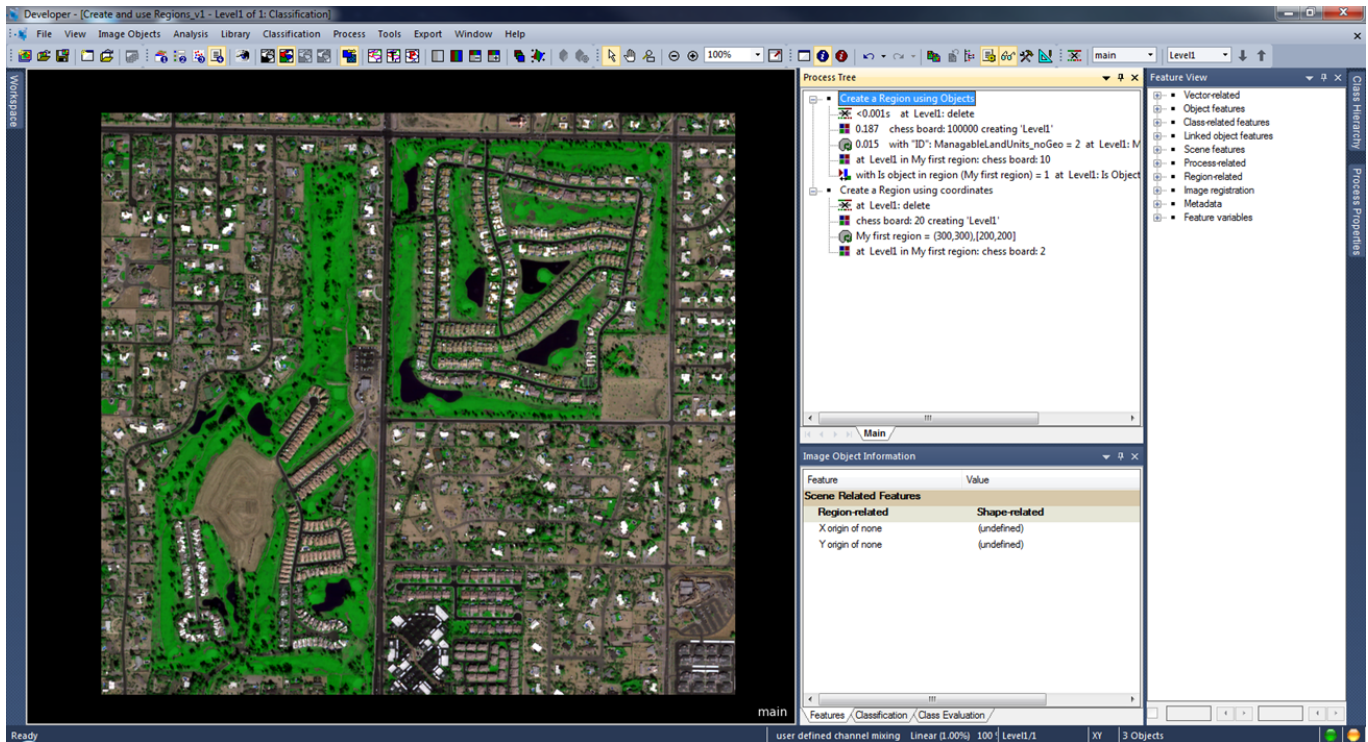 Developer - [Create and use Regions_v1 - Level1 of 1: Classification]
File View Image Objects Analysis Library Classification Process Tools Export Window Help
100% main Level1
Workspace
Process Tree
Create a Region using Objects
<0.001s at Level1: delete
0.187 chess board: 100000 creating 'Level1'
0.015 with "ID": ManagableLandUnits_noGeo = 2 at Level1: M
at Level1 in My first region: chess board: 10
with Is object in region (My first region) = 1 at Level1: Is Object
Create a Region using coordinates
at Level1: delete
chess board: 20 creating 'Level1'
My first region = (300,300),[200,200]
at Level1 in My first region: chess board: 2
Main
Feature View
Vector-related
Object features
Class-related features
Linked object features
Scene features
Process-related
Region-related
Image registration
Metadata
Feature variables
Class Hierarchy
Process Properties
Image Object Information
Feature Value
Scene Related Features
Region-related Shape-related
X origin of none (undefined)
Y origin of none (undefined)
Features Classification Class Evaluation
main
Ready user defined channel mixing Linear (1.00%) 100 Level1/1 XY 3 Objects